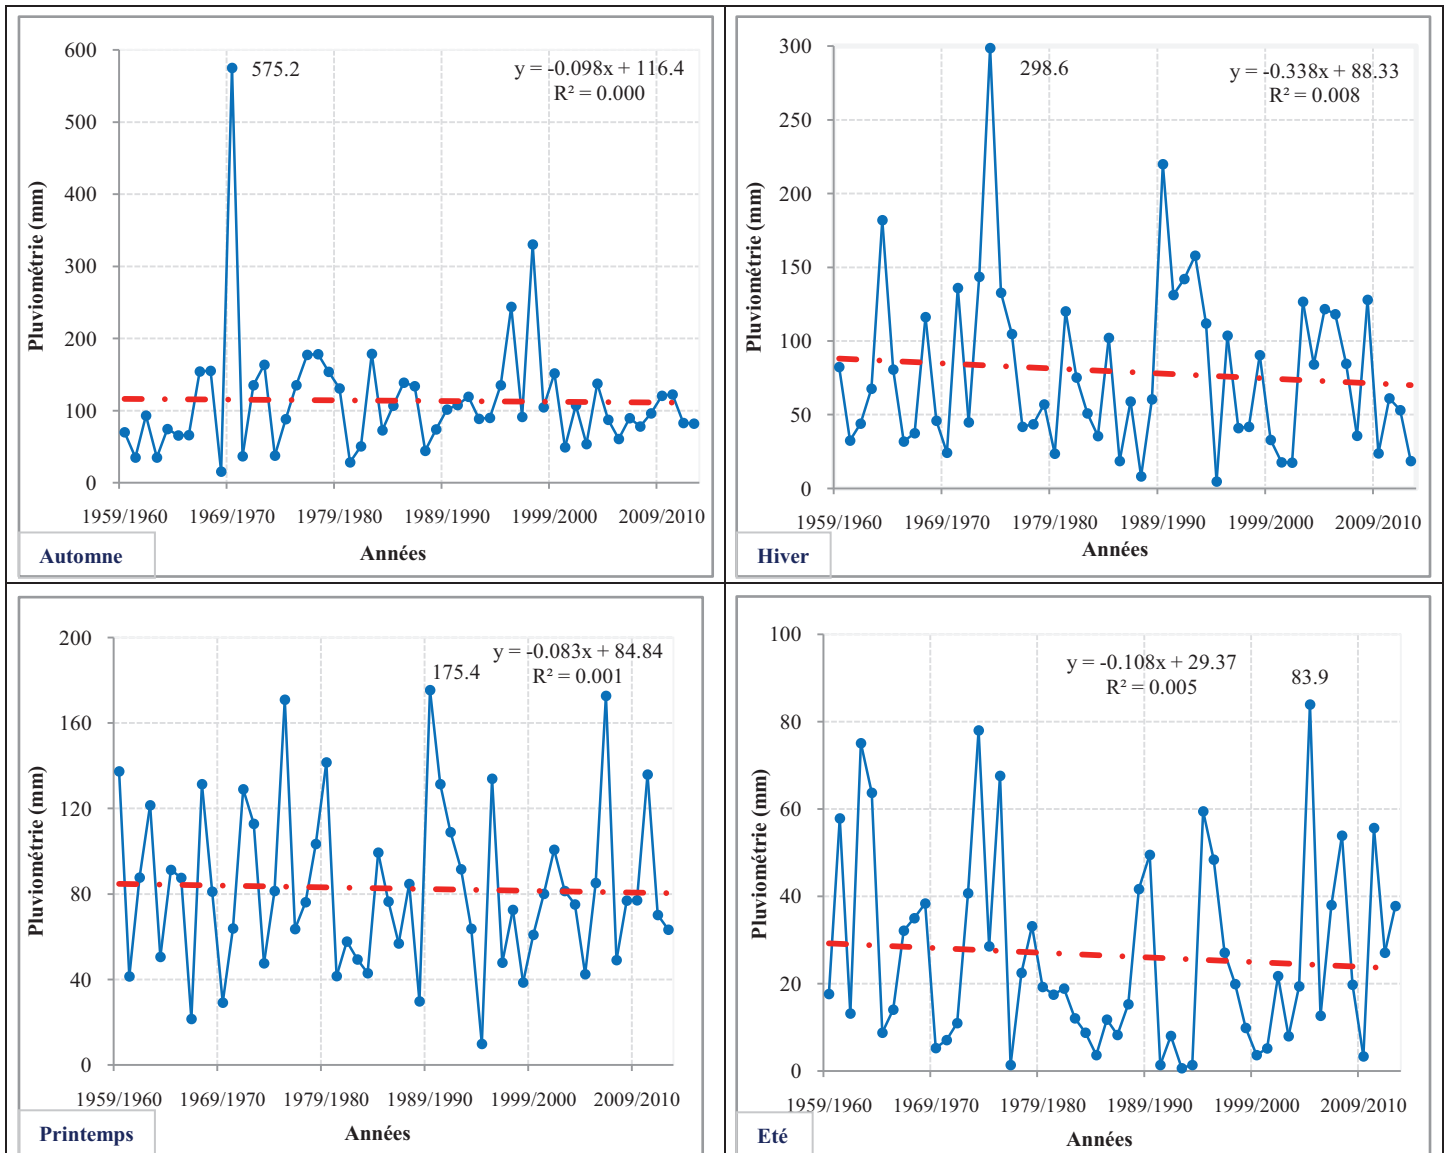 600
500
400
300
200
100
0
Pluviométrie (mm)
575.2
y = -0.098x + 116.4
R² = 0.000
1959/1960 1969/1970 1979/1980 1989/1990 1999/2000 2009/2010
Années
Automne
300
250
200
150
100
50
0
Pluviométrie (mm)
298.6
y = -0.338x + 88.33
R² = 0.008
1959/1960 1969/1970 1979/1980 1989/1990 1999/2000 2009/2010
Années
Hiver
200
160
120
80
40
0
Pluviométrie (mm)
175.4
y = -0.083x + 84.84
R² = 0.001
1959/1960 1969/1970 1979/1980 1989/1990 1999/2000 2009/2010
Années
Printemps
100
80
60
40
20
0
Pluviométrie (mm)
y = -0.108x + 29.37
R² = 0.005
83.9
1959/1960 1969/1970 1979/1980 1989/1990 1999/2000 2009/2010
Années
Eté